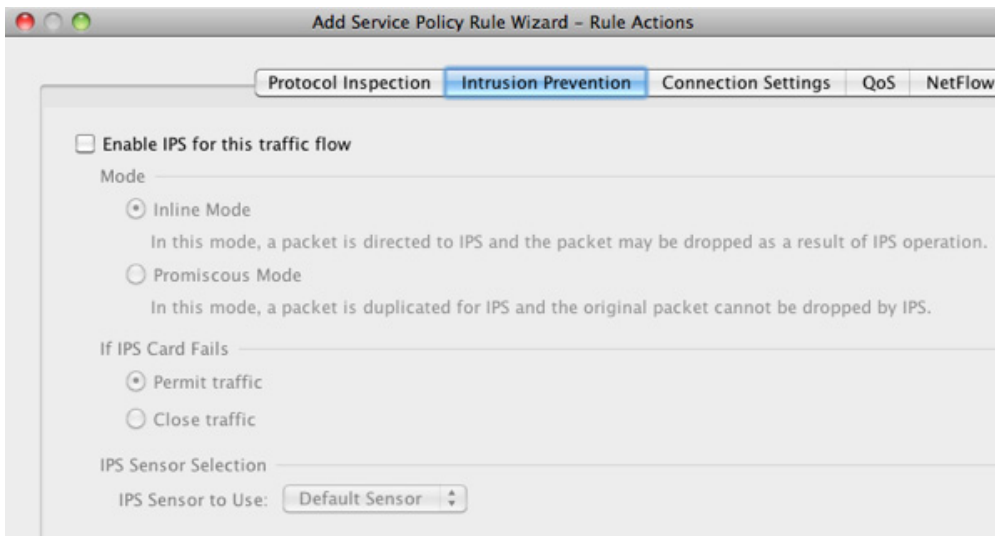 Add Service Policy Rule Wizard – Rule Actions
Protocol Inspection Intrusion Prevention Connection Settings QoS NetFlow
Enable IPS for this traffic flow
Mode
Inline Mode
In this mode, a packet is directed to IPS and the packet may be dropped as a result of IPS operation.
Promiscous Mode
In this mode, a packet is duplicated for IPS and the original packet cannot be dropped by IPS.
If IPS Card Fails
Permit traffic
Close traffic
IPS Sensor Selection
IPS Sensor to Use: Default Sensor